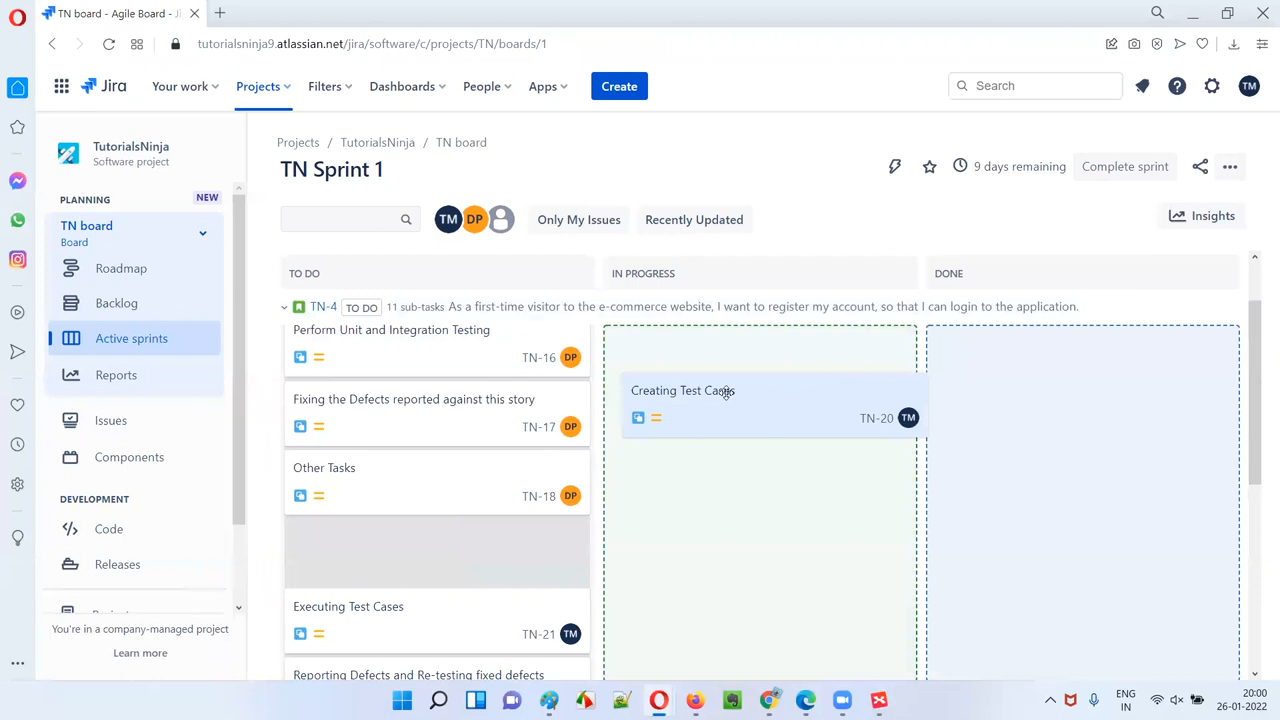 TN board - Agile Board - Ji
tutorialsninja9.atlassian.net/jira/software/c/projects/TN/boards/1
Jira
Your work
Projects
Filters
Dashboards
People
Apps
Create
Search
TM
TutorialsNinja
Software project
PLANNING
NEW
TN board
Board
Roadmap
Backlog
Active sprints
Reports
Issues
Components
DEVELOPMENT
Code
Releases
You're in a company-managed project
Learn more
Projects / TutorialsNinja / TN board
TN Sprint 1
9 days remaining
Complete sprint
TM DP
Only My Issues
Recently Updated
Insights
TO DO
IN PROGRESS
DONE
TN-4 TO DO 11 sub-tasks As a first-time visitor to the e-commerce website, I want to register my account, so that I can login to the application.
Perform Unit and Integration Testing
TN-16 DP
Fixing the Defects reported against this story
TN-17 DP
Other Tasks
TN-18 DP
Executing Test Cases
TN-21 TM
Reporting Defects and Re-testing fixed defects
Creating Test Cases
TN-20 TM
ENG
IN
20:00
26-01-2022